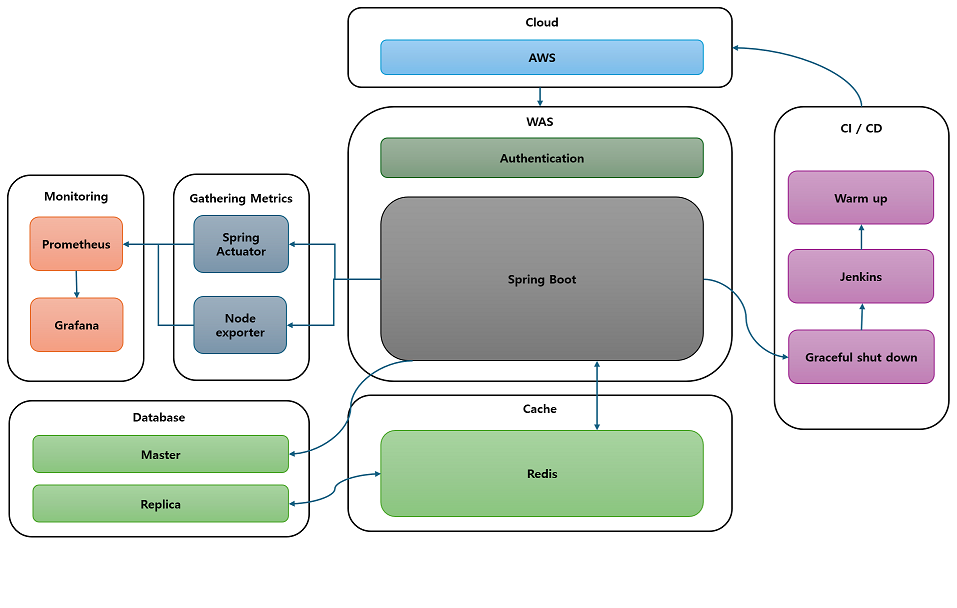 Cloud
AWS
WAS
Authentication
Spring Boot
CI / CD
Warm up
Jenkins
Graceful shut down
Monitoring
Prometheus
Grafana
Gathering Metrics
Spring
Actuator
Node
exporter
Database
Master
Replica
Cache
Redis